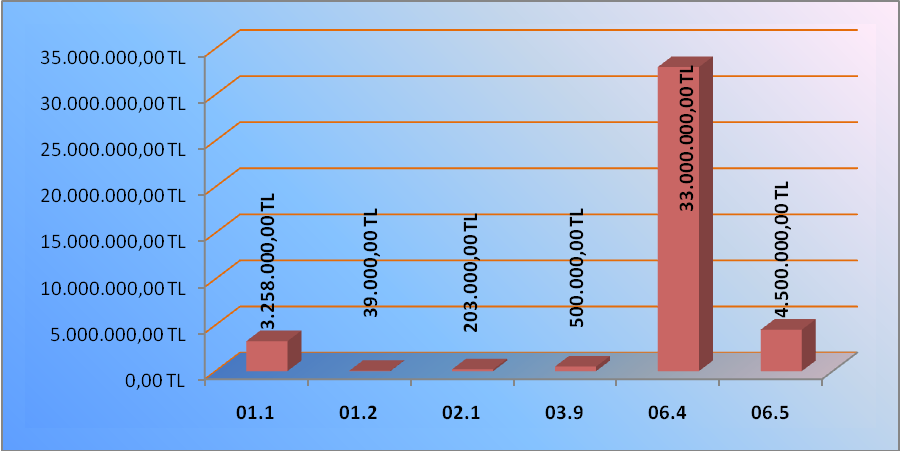 35.000.000,00 TL
30.000.000,00 TL
25.000.000,00 TL
20.000.000,00 TL
15.000.000,00 TL
10.000.000,00 TL
5.000.000,00 TL
0,00 TL
3.258.000,00 TL
39.000,00 TL
203.000,00 TL
500.000,00 TL
33.000.000,00 TL
4.500.000,00 TL
01.1 01.2 02.1 03.9 06.4 06.5